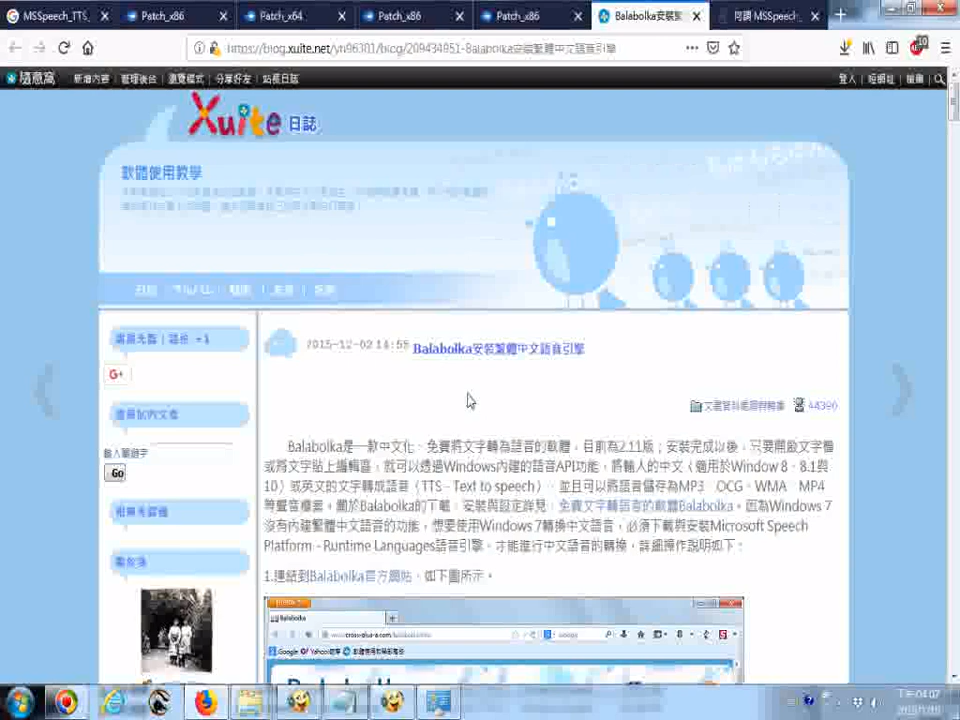 MSSpeech_TTS_
Patch_x86
Patch_x64
Patch_x86
Patch_x86
Balabolka安裝繁
MSSpeech_
https://blog.xuite.net/yh96301/blog/209434951-Balabolka安裝繁體中文語音引擎
10
隨意窩 新增內容 | 管理後台 | 瀏覽模式 | 分享好友 | 站長日誌
登入 |
Xuite 日誌
軟體使用教學
G+
Go
2015-12-02 14:55 Balabolka安裝繁體中文語音引擎
44390
Balabolka是一款中文化、免費將文字轉為語音的軟體，目前為2.11版；安裝完成以後，只要開啟文字檔
或將文字貼上編輯區，就可以透過Windows內建的語音API功能，將輸入的中文（適用於Window 8、8.1與
10）或英文的文字轉成語音（TTS - Text to speech），並且可以將語音儲存為MP3、OCG、WMA、MP4
等聲音檔案。關於Balabolka的下載、安裝與設定詳見，免費文字轉語音的軟體Balabolka。因為Windows 7
沒有內建繁體中文語音的功能，想要使用Windows 7轉換中文語音，必須下載與安裝Microsoft Speech
Platform - Runtime Languages語音引擎，才能進行中文語音的轉換，詳細操作說明如下：
1.連結到Balabolka官方網站，如下圖所示。
Balabolka
Google
下午 04:07